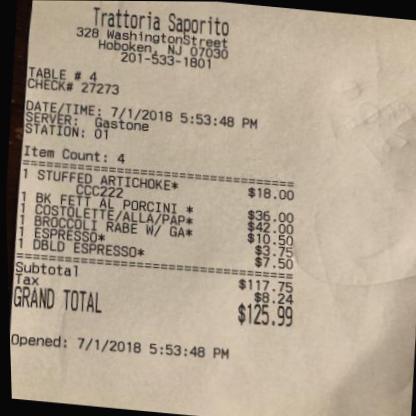 Trattoria Saporito
328 WashingtonStreet
Hoboken, NJ 07030
201-533-1801
TABLE # 4
CHECK# 27273
DATE/TIME: 7/1/2018 5:53:48 PM
SERVER: Gastone
STATION: 01
Item Count: 4
1 STUFFED ARTICHOKE* $18.00
CCC222
1 BK FETT AL PORCINI * $36.00
1 COSTOLETTE/ALLA/PAP* $42.00
1 BROCCOLI RABE W/ GA* $10.50
1 ESPRESSO* $3.75
1 DBLD ESPRESSO* $7.50
Subtotal $117.75
Tax $8.24
GRAND TOTAL $125.99
Opened: 7/1/2018 5:53:48 PM